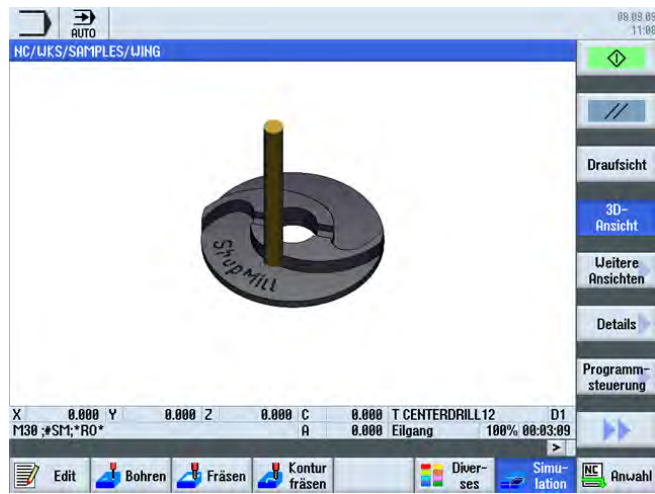 08.09.09
AUTO
11:08
NC/WKS/SAMPLES/WING
Draufsicht
3D-
Ansicht
ShopMill
Weitere
Ansichten
Details
Programm-
steuerung
X 0.000 Y 0.000 Z 0.000 C 0.000 T CENTERDRILL12 D1
M30 ;#SM;*RO* A 0.000 Eilgang 100% 00:03:09
>
Edit
Bohren
Fräsen
Kontur
fräsen
Diver-
ses
Simu-
lation
NC Anwahl